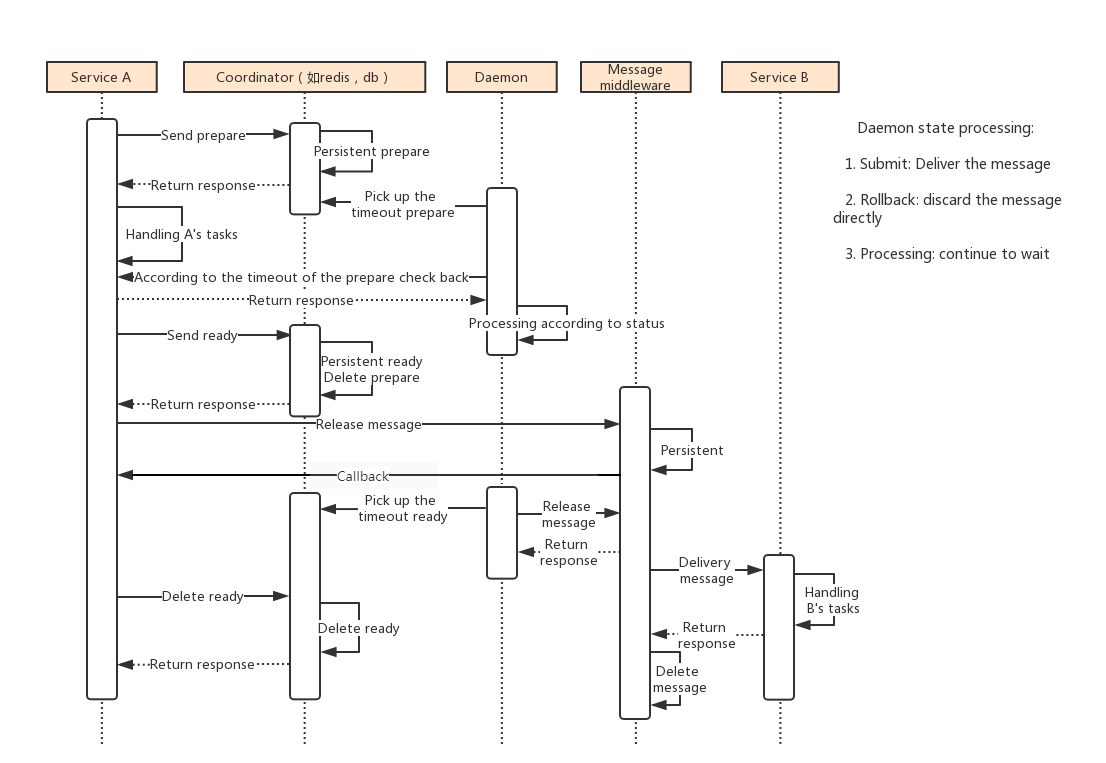 Service A
Coordinator ( 如redis , db )
Daemon
Message
middleware
Service B
Daemon state processing:
1. Submit: Deliver the message
2. Rollback: discard the message
directly
3. Processing: continue to wait
Send prepare
Persistent prepare
Return response
Pick up the
timeout prepare
Handling A's tasks
According to the timeout of the prepare check back
Return response
Processing according to status
Send ready
Persistent ready
Delete prepare
Return response
Release message
Persistent
Callback
Pick up the
timeout ready
Release
message
Return
response
Delivery
message
Handling
B's tasks
Delete ready
Delete ready
Return
response
Return response
Delete
message